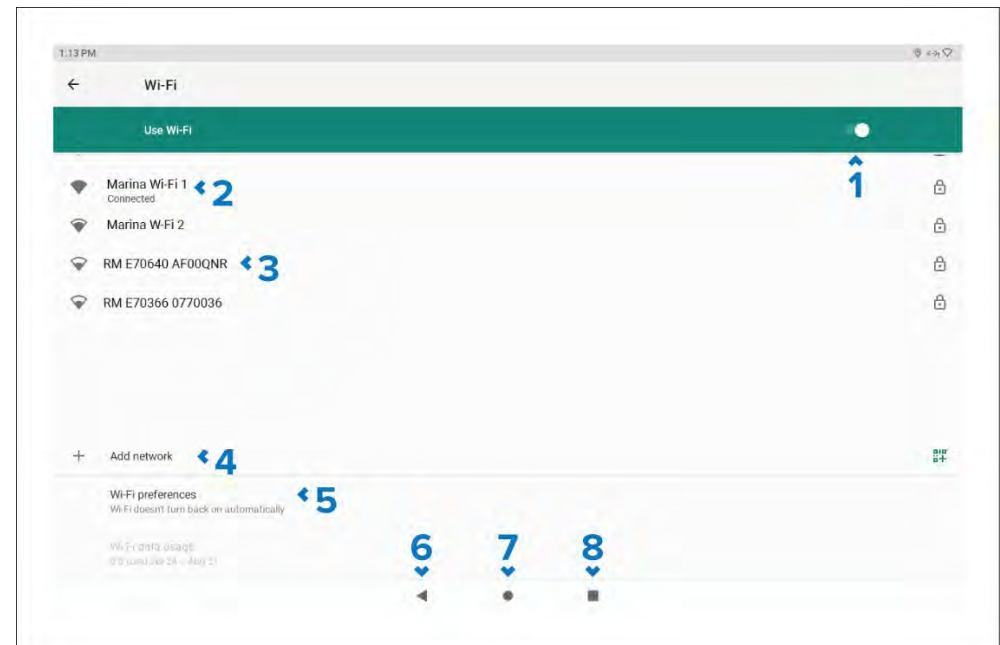 1:13 PM
Wi-Fi
Use Wi-Fi
1
Marina Wi-Fi 1
2
Connected
Marina W-Fi 2
RM E70640 AF00QNR
3
RM E70366 0770036
Add network
4
Wi-Fi preferences
5
Wi-Fi doesn't turn back on automatically
Wi-Fi data usage
6 7 8